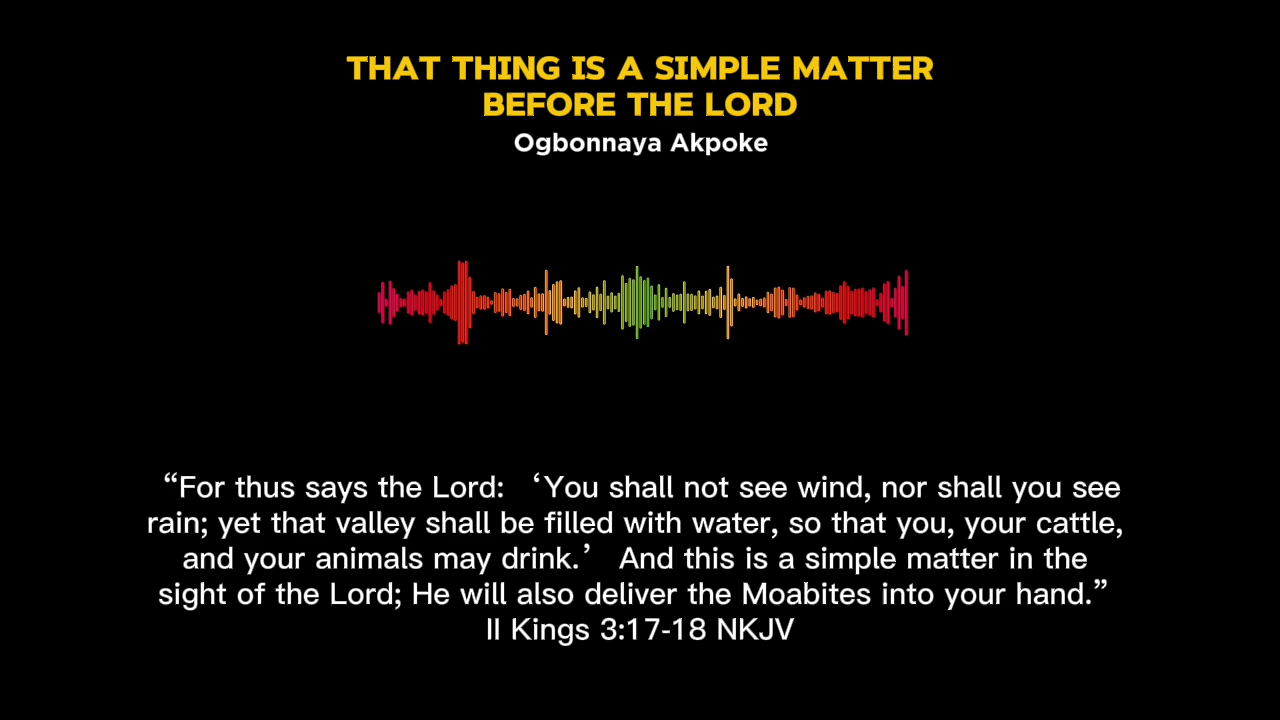 THAT THING IS A SIMPLE MATTER
BEFORE THE LORD
Ogbonnaya Akpoke
“For thus says the Lord: ‘You shall not see wind, nor shall you see
rain; yet that valley shall be filled with water, so that you, your cattle,
and your animals may drink.’ And this is a simple matter in the
sight of the Lord; He will also deliver the Moabites into your hand.”
II Kings 3:17-18 NKJV